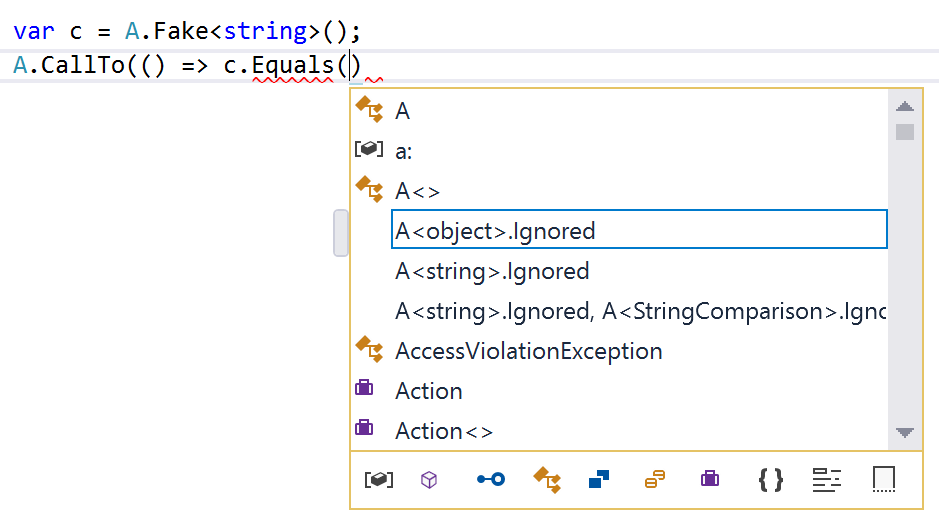 var c = A.Fake<string>();
A.CallTo(() => c.Equals()
A
a:
A<>
A<object>.Ignored
A<string>.Ignored
A<string>.Ignored, A<StringComparison>.Ignc
AccessViolationException
Action
Action<>